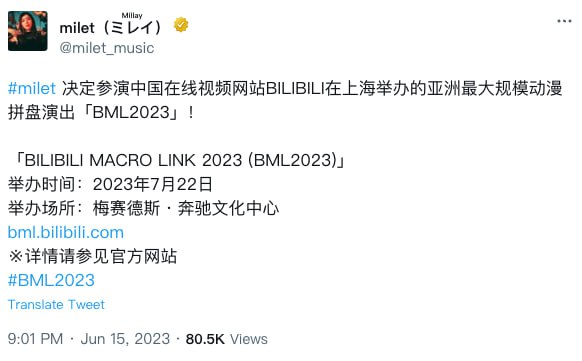 Millay
milet（ミレイ）
@milet_music
#milet 决定参演中国在线视频网站BILIBILI在上海举办的亚洲最大规模动漫
拼盘演出「BML2023」！
「BILIBILI MACRO LINK 2023 (BML2023)」
举办时间：2023年7月22日
举办场所：梅赛德斯·奔驰文化中心
bml.bilibili.com
※详情请参见官方网站
#BML2023
Translate Tweet
9:01 PM · Jun 15, 2023 · 80.5K Views